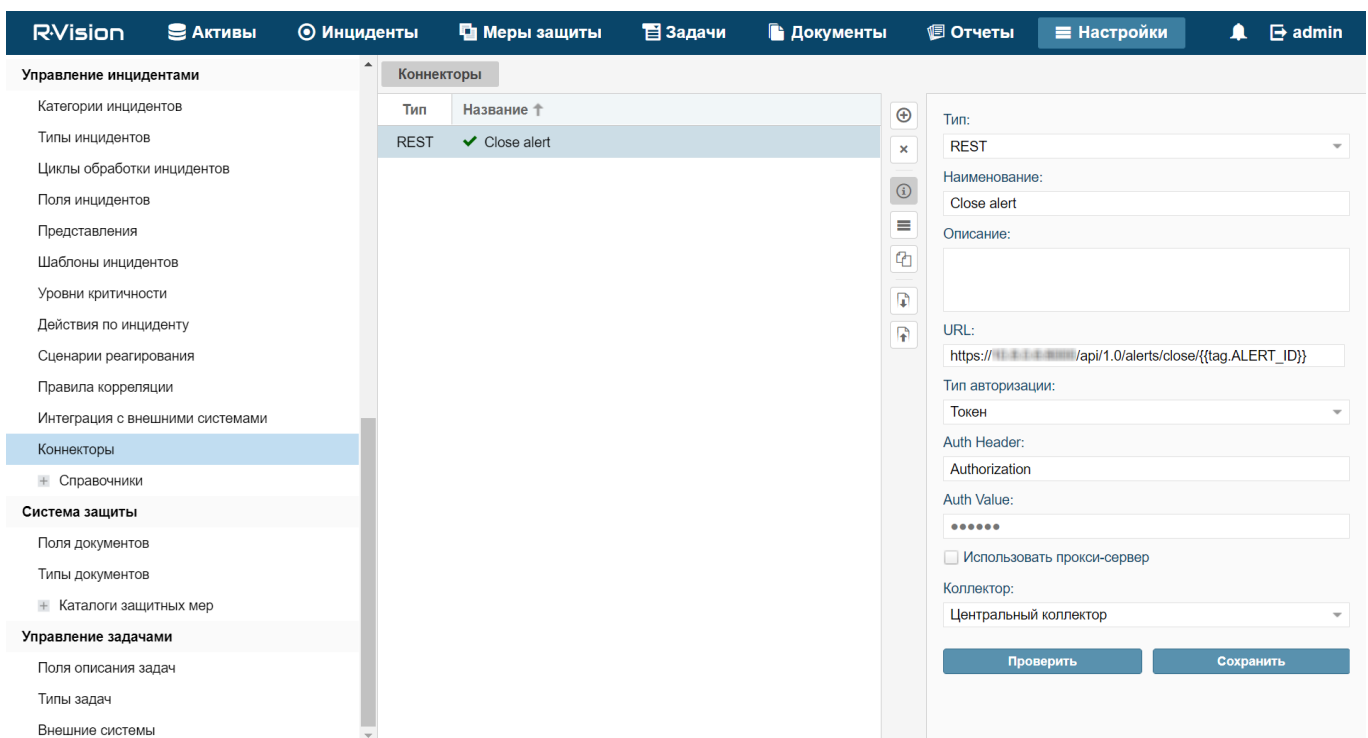 R·Vision Активы Инциденты Меры защиты Задачи Документы Отчеты Настройки admin
Управление инцидентами
Категории инцидентов
Типы инцидентов
Циклы обработки инцидентов
Поля инцидентов
Представления
Шаблоны инцидентов
Уровни критичности
Действия по инциденту
Сценарии реагирования
Правила корреляции
Интеграция с внешними системами
Коннекторы
Справочники
Система защиты
Поля документов
Типы документов
Каталоги защитных мер
Управление задачами
Поля описания задач
Типы задач
Внешние системы
Коннекторы
Тип Название
REST Close alert
Тип:
REST
Наименование:
Close alert
Описание:
URL:
https:// /api/1.0/alerts/close/{{tag.ALERT_ID}}
Тип авторизации:
Токен
Auth Header:
Authorization
Auth Value:
••••••
Использовать прокси-сервер
Коллектор:
Центральный коллектор
Проверить Сохранить